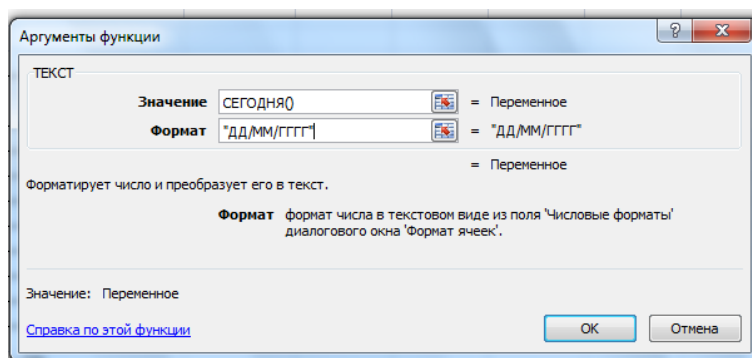 Аргументы функции
ТЕКСТ
Значение СЕГОДНЯ() = Переменное
Формат "ДД/ММ/ГГГГ" = "ДД/ММ/ГГГГ"
= Переменное
Форматирует число и преобразует его в текст.
Формат формат числа в текстовом виде из поля 'Числовые форматы'
диалогового окна 'Формат ячеек'.
Значение: Переменное
Справка по этой функции ОК Отмена